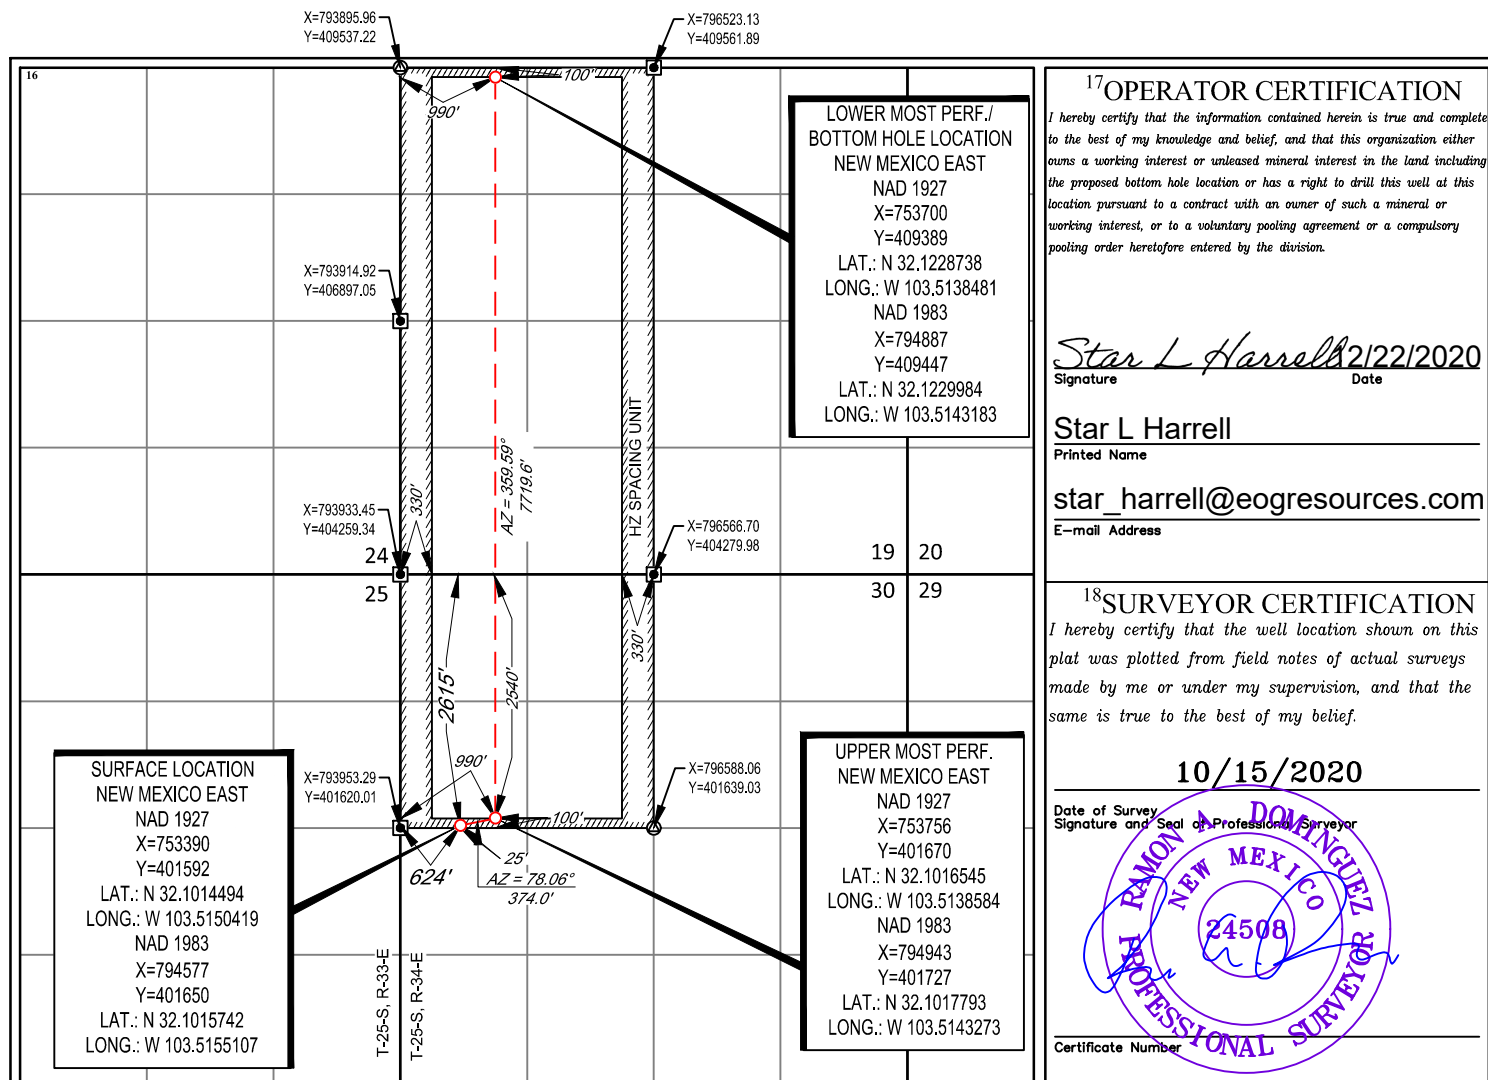 X=793895.96
Y=409537.22
X=796523.13
Y=409561.89
16
100'
990'
LOWER MOST PERF./
BOTTOM HOLE LOCATION
NEW MEXICO EAST
NAD 1927
X=753700
Y=409389
LAT.: N 32.1228738
LONG.: W 103.5138481
NAD 1983
X=794887
Y=409447
LAT.: N 32.1229984
LONG.: W 103.5143183
X=793914.92
Y=406897.05
HZ SPACING UNIT
AZ = 359.59°
7719.6'
330'
X=793933.45
Y=404259.34
X=796566.70
Y=404279.98
24
19 20
25
30 29
330'
2615'
2540'
990'
X=793953.29
Y=401620.01
X=796588.06
Y=401639.03
100'
25'
624'
AZ = 78.06°
374.0'
SURFACE LOCATION
NEW MEXICO EAST
NAD 1927
X=753390
Y=401592
LAT.: N 32.1014494
LONG.: W 103.5150419
NAD 1983
X=794577
Y=401650
LAT.: N 32.1015742
LONG.: W 103.5155107
T-25-S, R-33-E
T-25-S, R-34-E
UPPER MOST PERF.
NEW MEXICO EAST
NAD 1927
X=753756
Y=401670
LAT.: N 32.1016545
LONG.: W 103.5138584
NAD 1983
X=794943
Y=401727
LAT.: N 32.1017793
LONG.: W 103.5143273
17OPERATOR CERTIFICATION
I hereby certify that the information contained herein is true and complete
to the best of my knowledge and belief, and that this organization either
owns a working interest or unleased mineral interest in the land including
the proposed bottom hole location or has a right to drill this well at this
location pursuant to a contract with an owner of such a mineral or
working interest, or to a voluntary pooling agreement or a compulsory
pooling order heretofore entered by the division.
Star L Harrell 2/22/2020
Signature Date
Star L Harrell
Printed Name
star_harrell@eogresources.com
E-mail Address
18SURVEYOR CERTIFICATION
I hereby certify that the well location shown on this
plat was plotted from field notes of actual surveys
made by me or under my supervision, and that the
same is true to the best of my belief.
10/15/2020
Date of Survey
Signature and Seal of Professional Surveyor
RAMON A. DOMINGUEZ
NEW MEXICO
24508
PROFESSIONAL SURVEYOR
Certificate Number